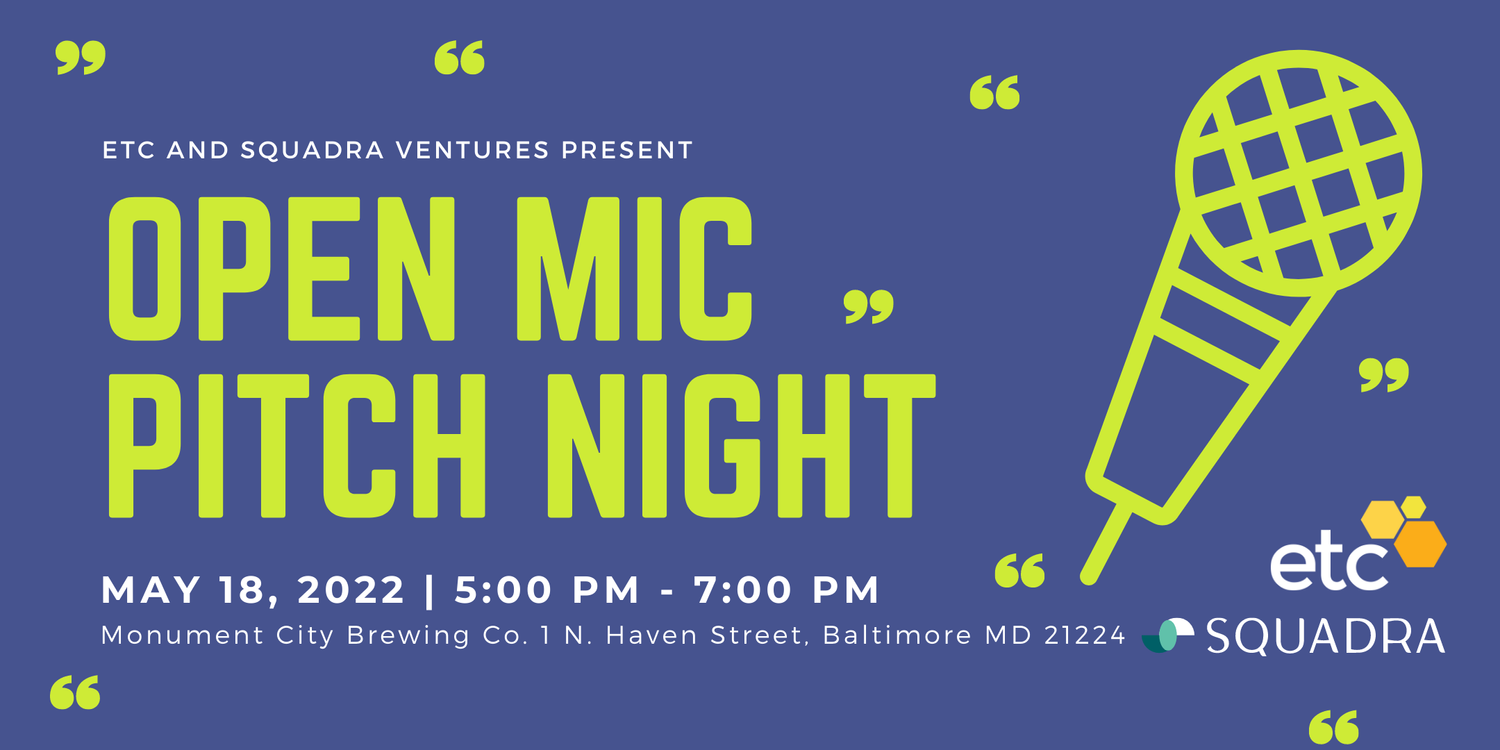 ETC AND SQUADRA VENTURES PRESENT
OPEN MIC
PITCH NIGHT
MAY 18, 2022 | 5:00 PM - 7:00 PM
Monument City Brewing Co. 1 N. Haven Street, Baltimore MD 21224
etc
SQUADRA